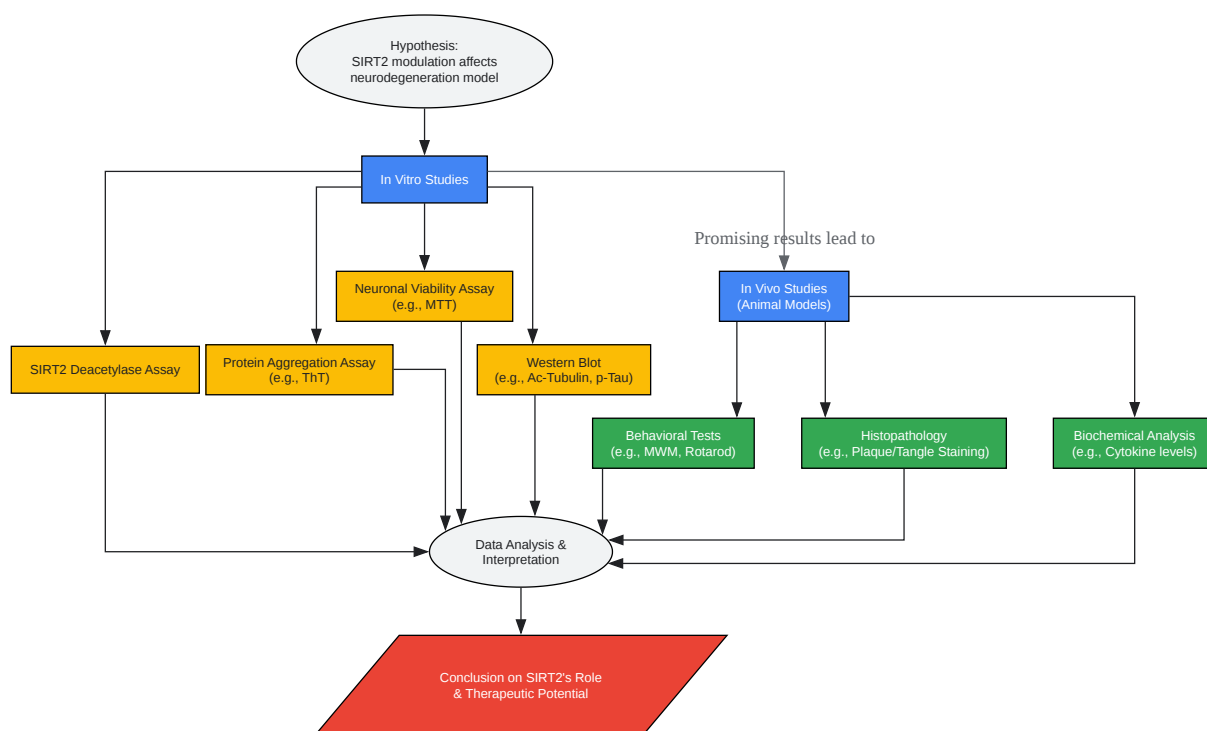 Hypothesis:
SIRT2 modulation affects
neurodegeneration model
In Vitro Studies
Promising results lead to
Neuronal Viability Assay
(e.g., MTT)
In Vivo Studies
(Animal Models)
SIRT2 Deacetylase Assay
Protein Aggregation Assay
(e.g., ThT)
Western Blot
(e.g., Ac-Tubulin, p-Tau)
Behavioral Tests
(e.g., MWM, Rotarod)
Histopathology
(e.g., Plaque/Tangle Staining)
Biochemical Analysis
(e.g., Cytokine levels)
Data Analysis &
Interpretation
Conclusion on SIRT2's Role
& Therapeutic Potential